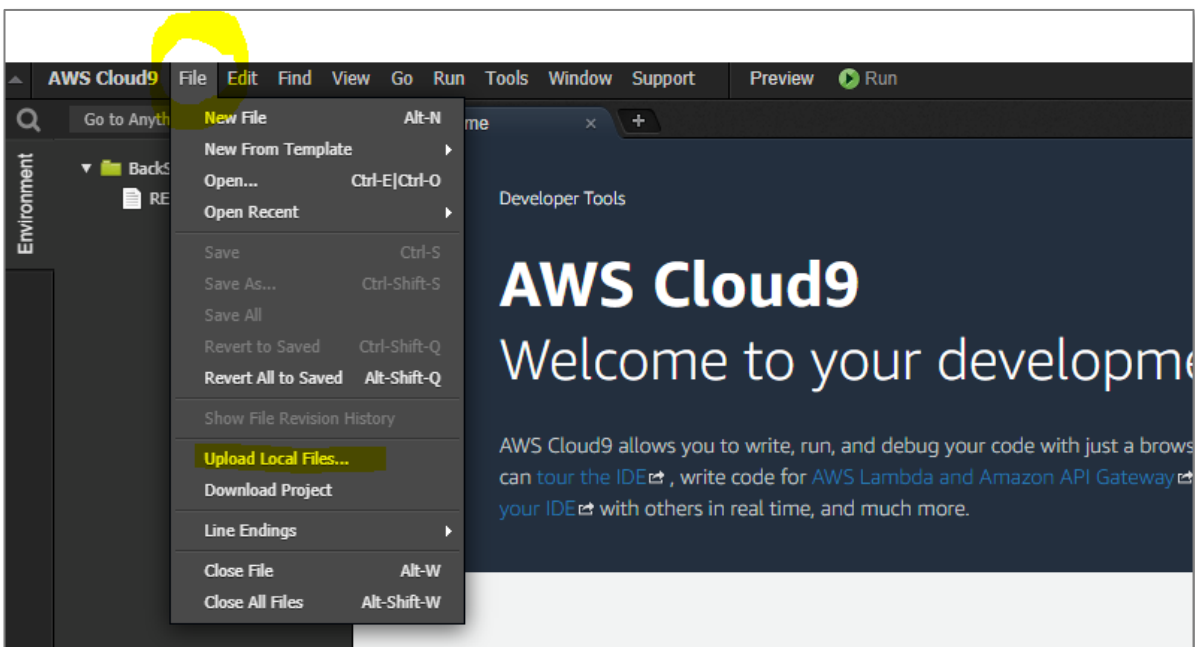 AWS Cloud9 File Edit Find View Go Run Tools Window Support Preview Run
Go to Anyth
me × +
Environment
BackS
RE
New File Alt-N
New From Template
Open... Ctrl-E|Ctrl-O
Open Recent
Save Ctrl-S
Save As... Ctrl-Shift-S
Save All
Revert to Saved Ctrl-Shift-Q
Revert All to Saved Alt-Shift-Q
Show File Revision History
Upload Local Files...
Download Project
Line Endings
Close File Alt-W
Close All Files Alt-Shift-W
Developer Tools
AWS Cloud9
Welcome to your developme
AWS Cloud9 allows you to write, run, and debug your code with just a brows
can tour the IDE , write code for AWS Lambda and Amazon API Gateway
your IDE with others in real time, and much more.